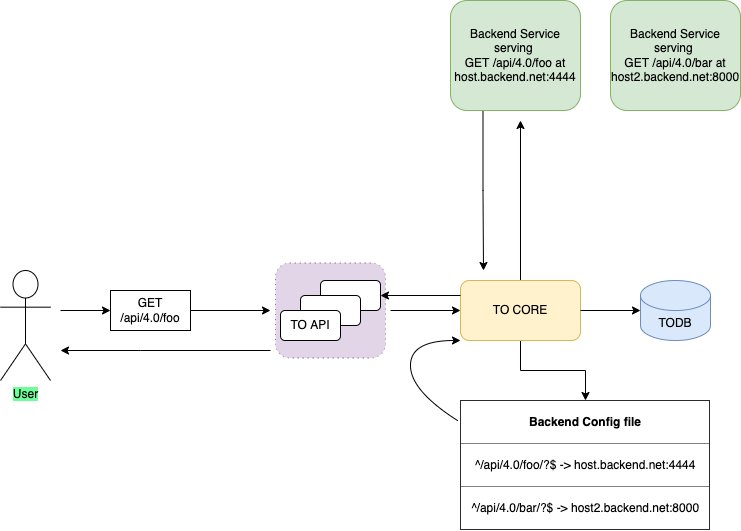 Backend Service
serving
GET /api/4.0/foo at
host.backend.net:4444
Backend Service
serving
GET /api/4.0/bar at
host2.backend.net:8000
GET
/api/4.0/foo
TO API
TO CORE
TODB
User
Backend Config file
^/api/4.0/foo/?$ -> host.backend.net:4444
^/api/4.0/bar/?$ -> host2.backend.net:8000